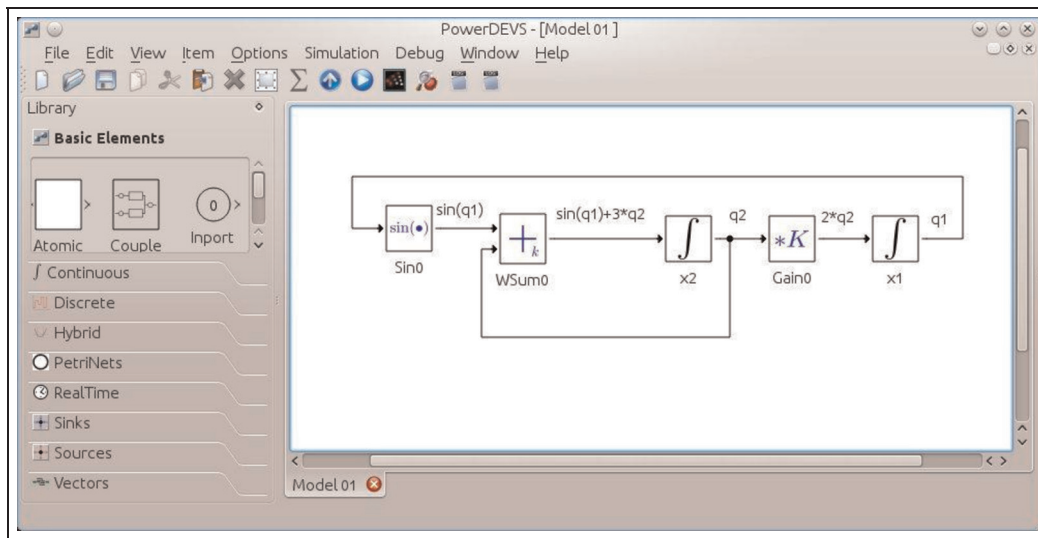 PowerDEVS - [Model 01 ]
File Edit View Item Options Simulation Debug Window Help
Library
Basic Elements
Atomic
Couple
0
Inport
∫ Continuous
Discrete
Hybrid
PetriNets
RealTime
Sinks
Sources
Vectors
sin(•)
Sin0
sin(q1)
+k
WSum0
sin(q1)+3*q2
∫
x2
q2
*K
Gain0
2*q2
∫
x1
q1
Model 01